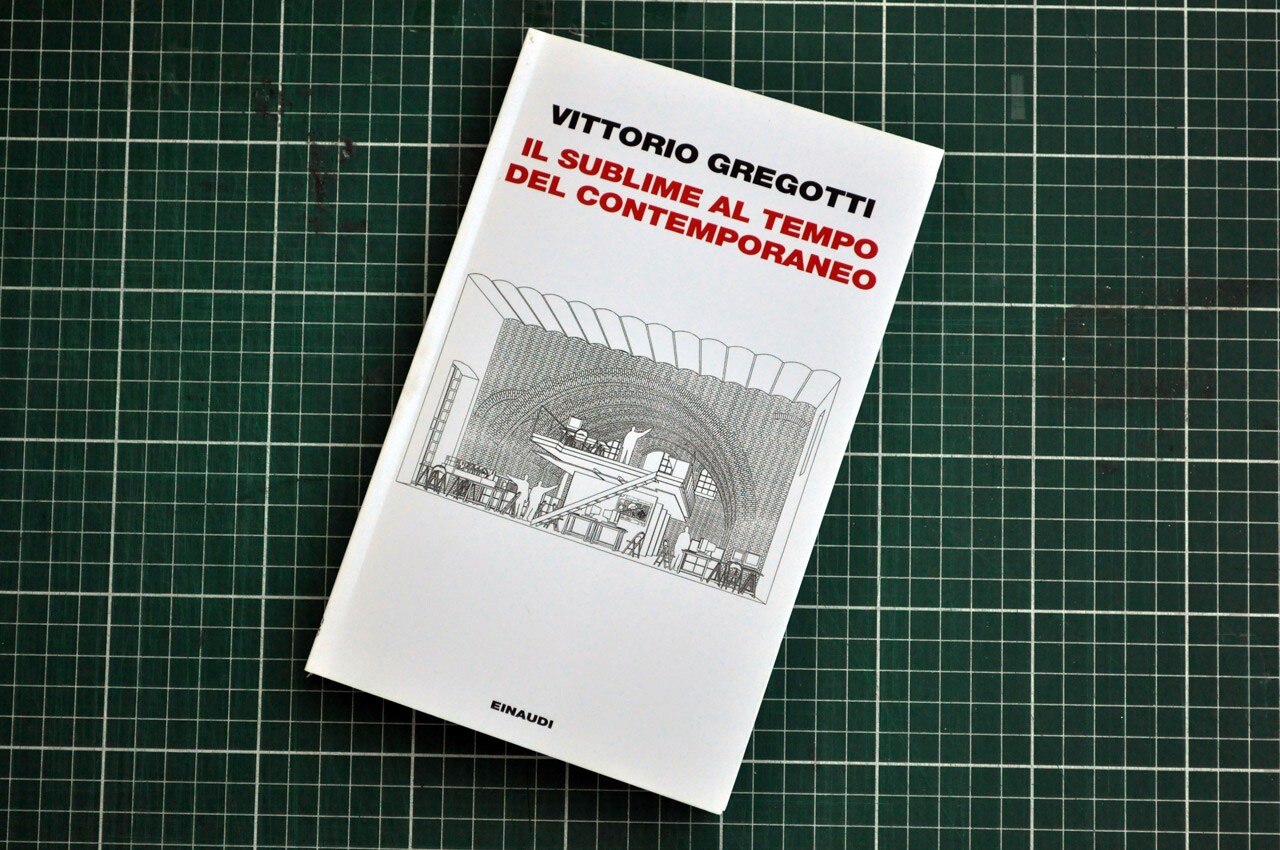 VITTORIO GREGOTTI
IL SUBLIME AL TEMPO
DEL CONTEMPORANEO
EINAUDI